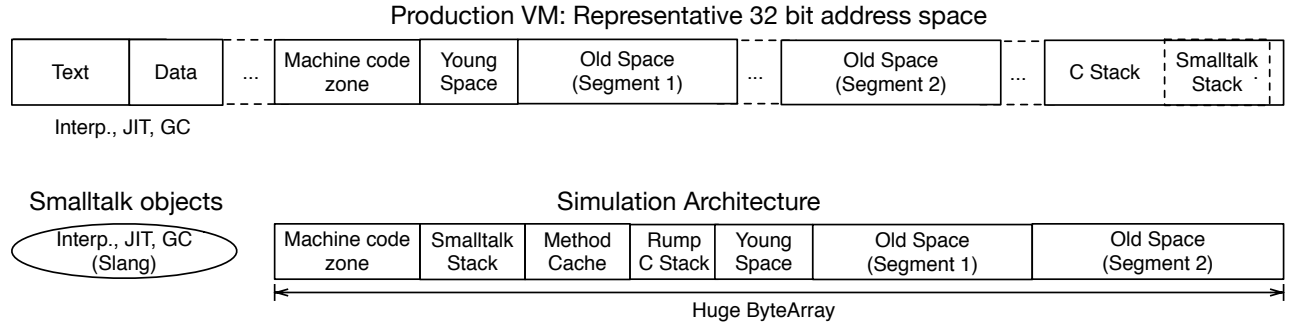 Production VM: Representative 32 bit address space
Text
Data
...
Machine code
zone
Young
Space
Old Space
(Segment 1)
...
Old Space
(Segment 2)
...
C Stack
Smalltalk
Stack
Interp., JIT, GC
Smalltalk objects
Simulation Architecture
Interp., JIT, GC
(Slang)
Machine code
zone
Smalltalk
Stack
Method
Cache
Rump
C Stack
Young
Space
Old Space
(Segment 1)
Old Space
(Segment 2)
Huge ByteArray